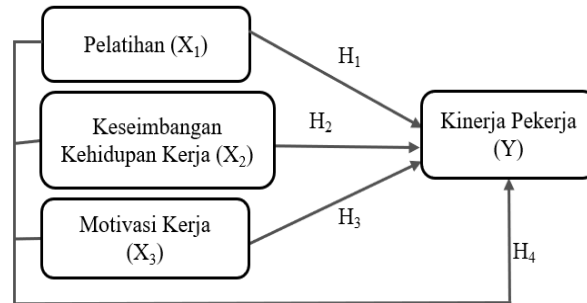 Pelatihan (X₁)
H₁
Keseimbangan
Kehidupan Kerja (X₂)
H₂
Kinerja Pekerja
(Y)
Motivasi Kerja
(X₃)
H₃
H₄